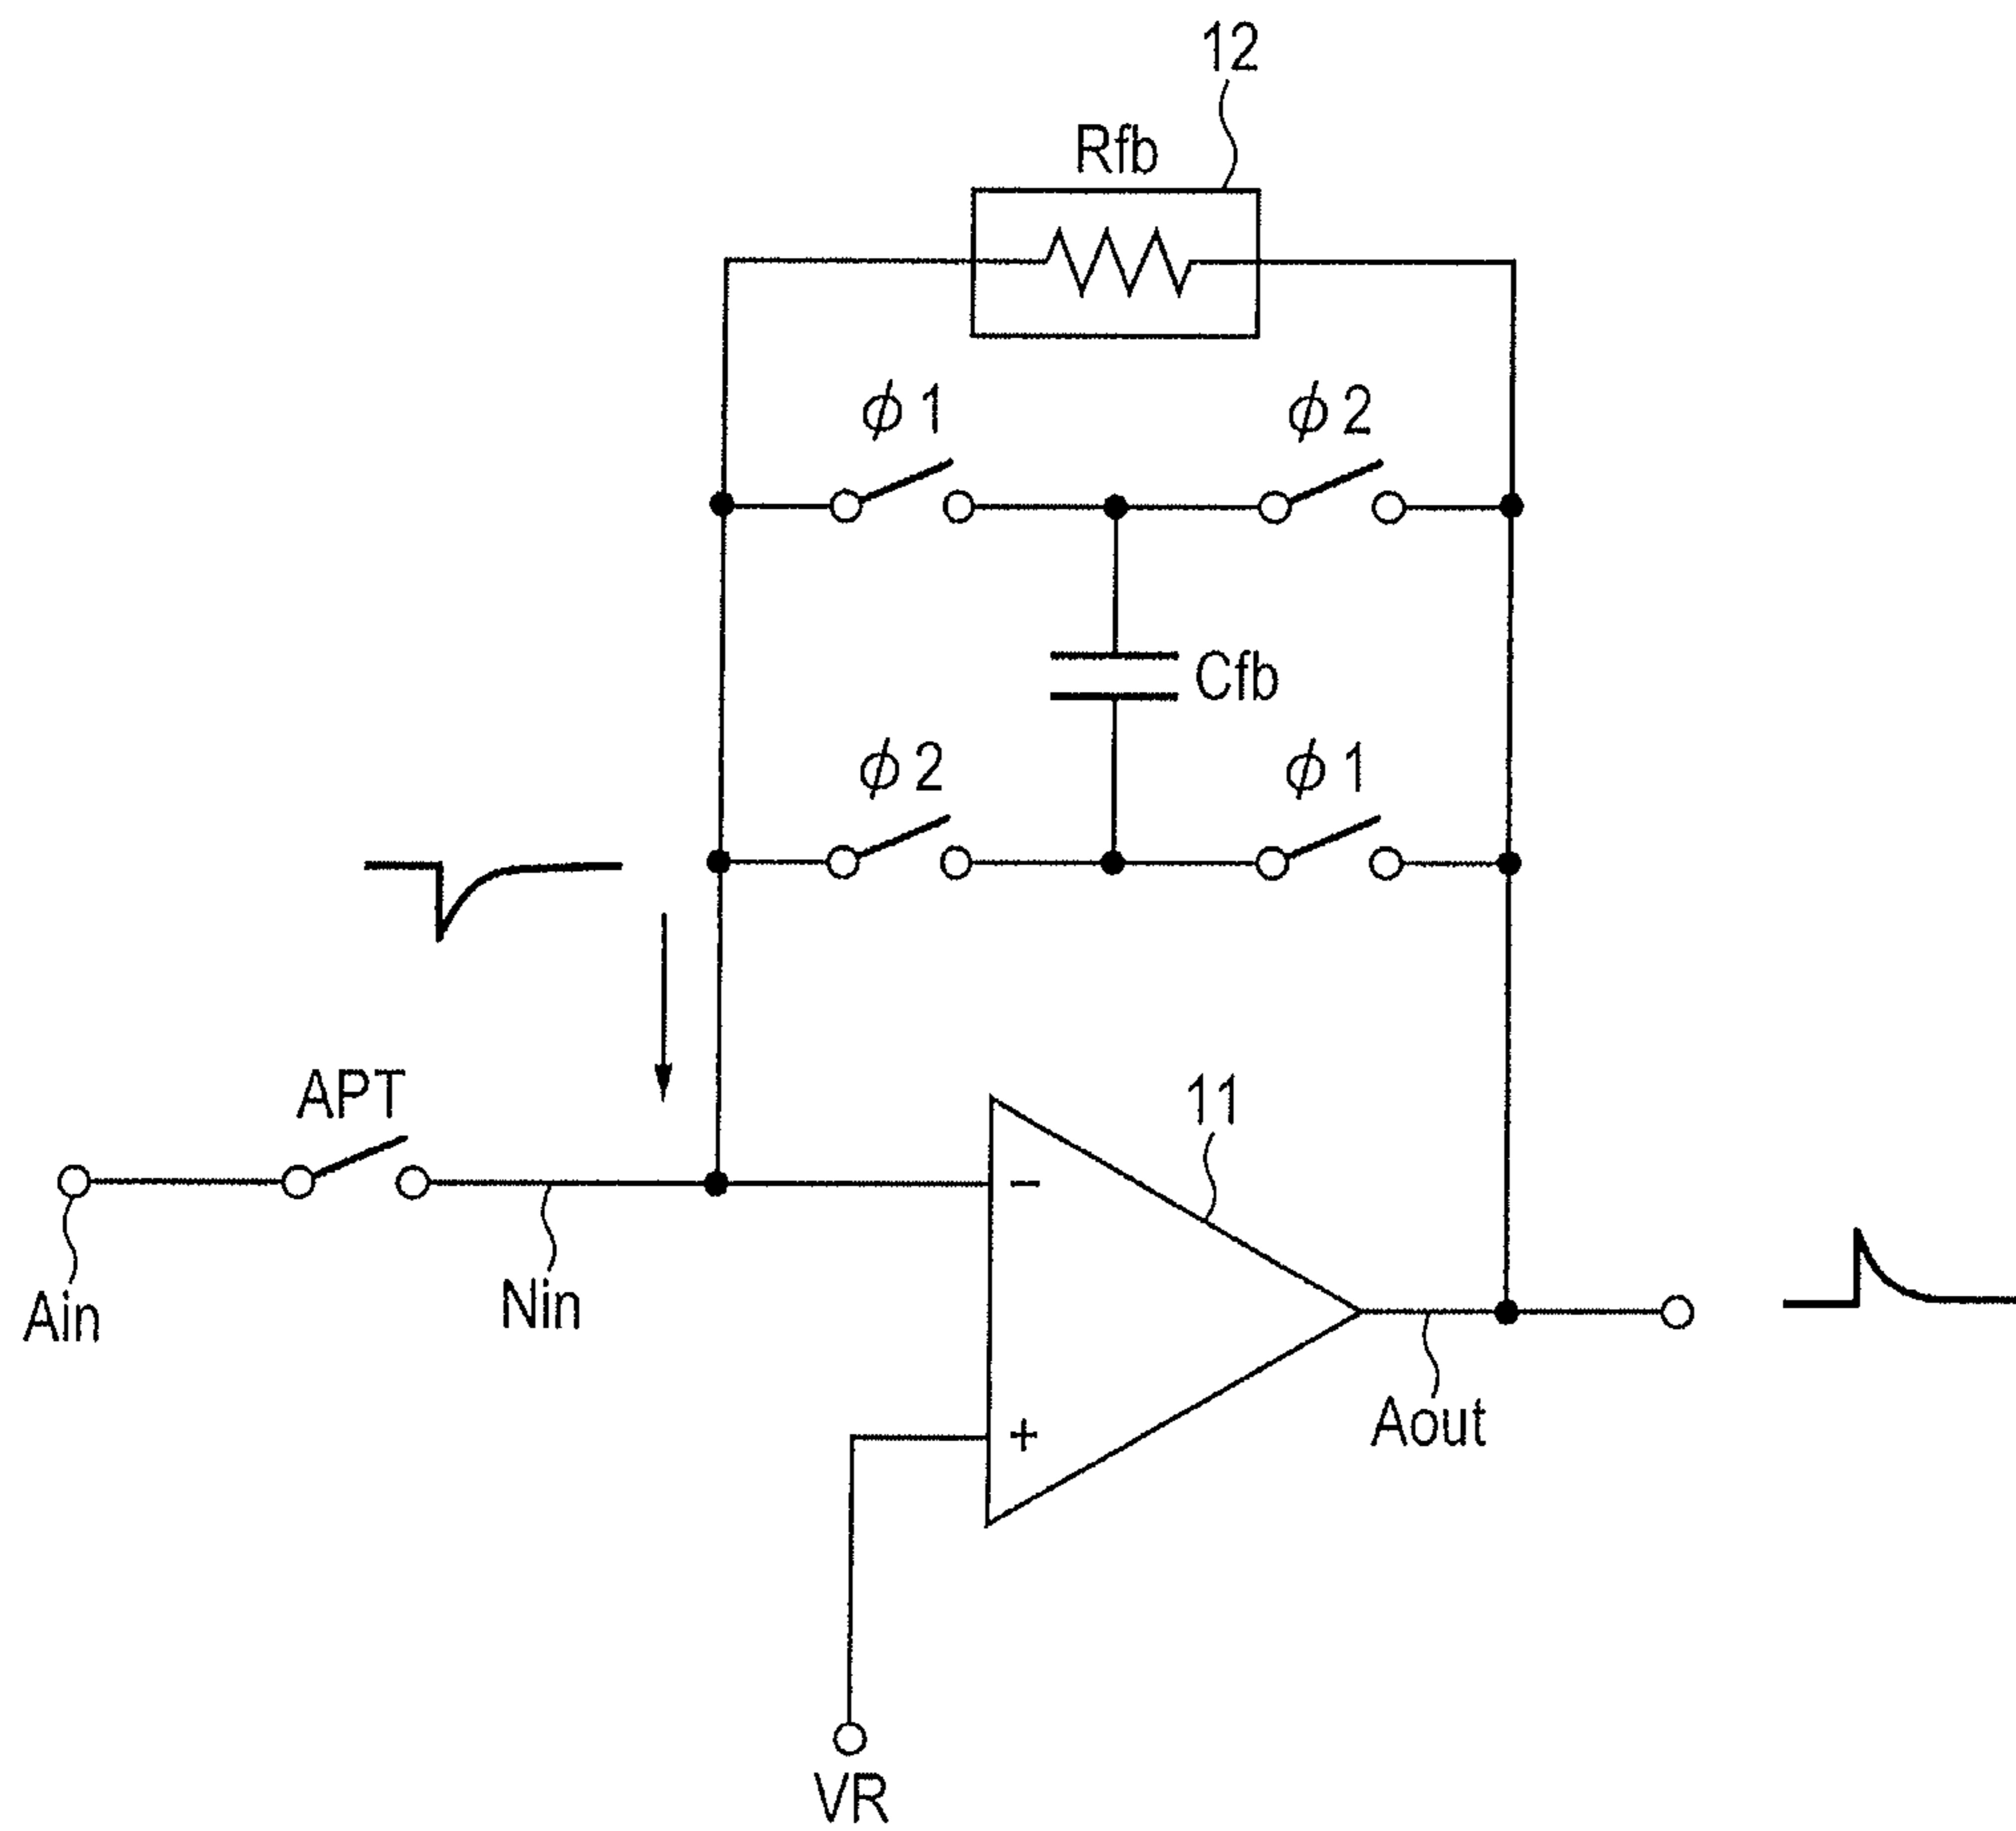 12
Rfb
ϕ1
ϕ2
Cfb
ϕ2
ϕ1
APT
11
-
Ain
Nin
+
Aout
VR